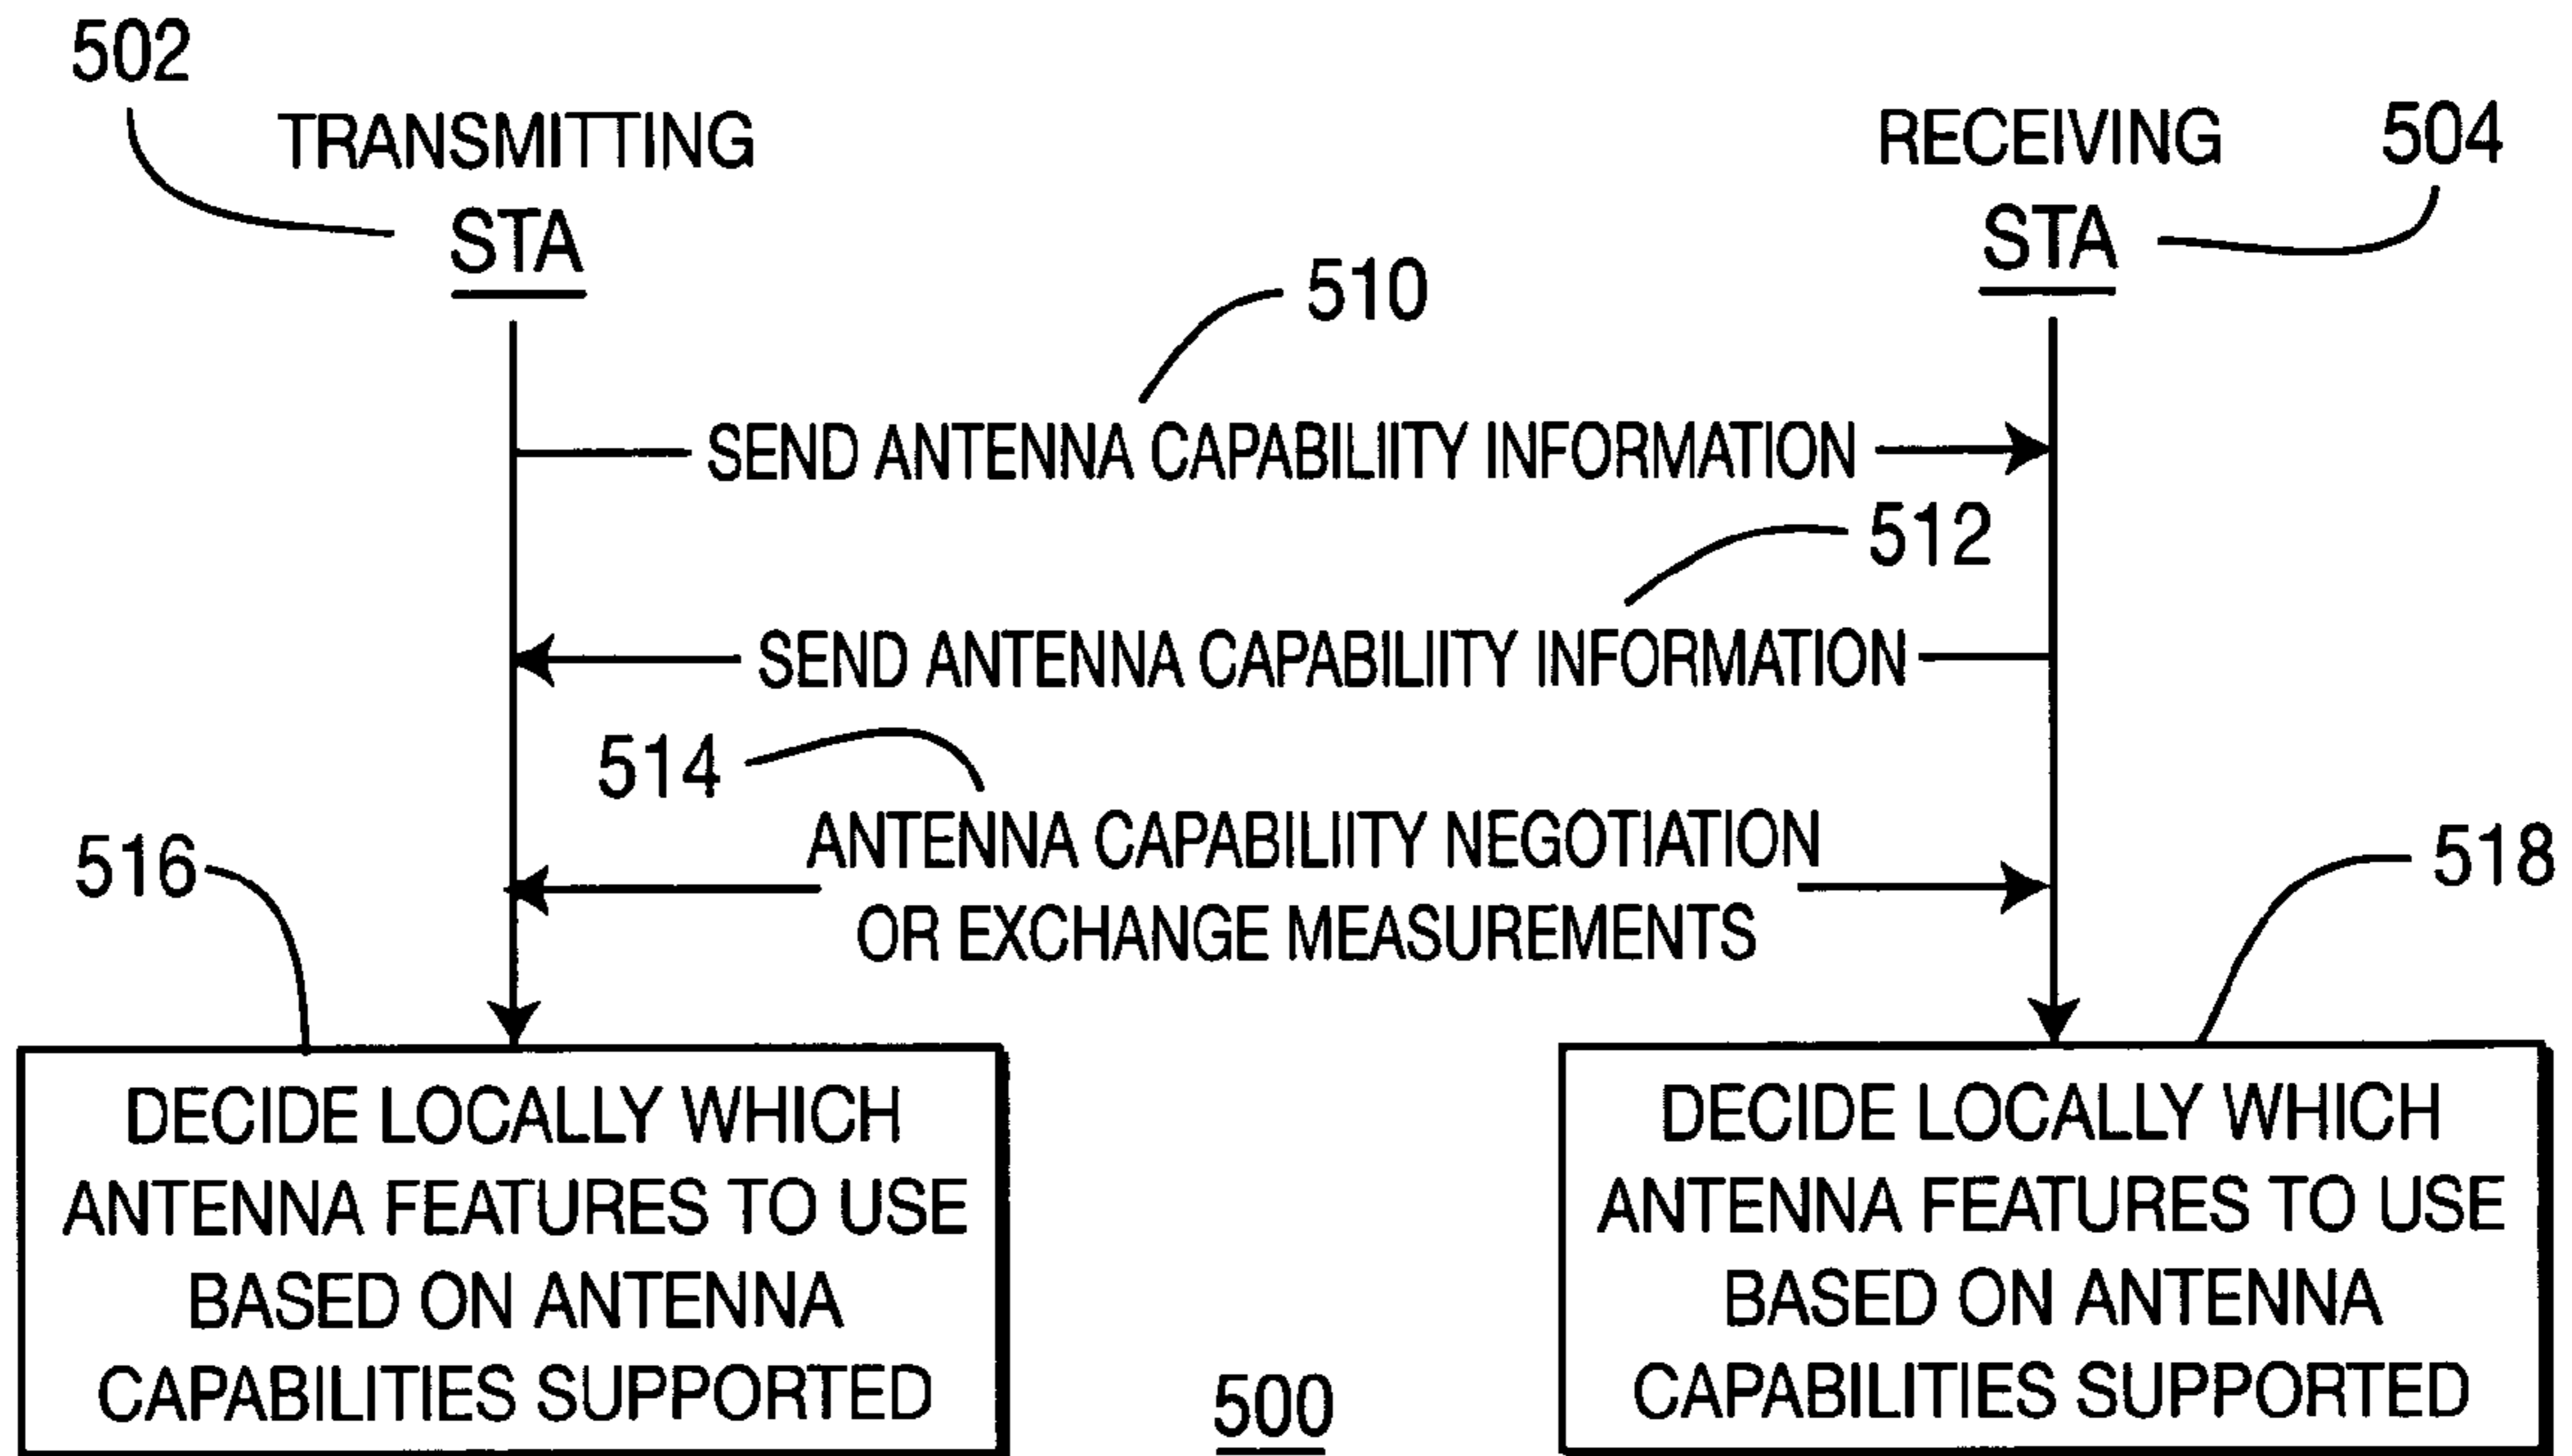 502
TRANSMITTING
STA
RECEIVING
504
STA
510
SEND ANTENNA CAPABILIITY INFORMATION
512
SEND ANTENNA CAPABILIITY INFORMATION
514
ANTENNA CAPABILIITY NEGOTIATION
OR EXCHANGE MEASUREMENTS
516
518
DECIDE LOCALLY WHICH
ANTENNA FEATURES TO USE
BASED ON ANTENNA
CAPABILITIES SUPPORTED
DECIDE LOCALLY WHICH
ANTENNA FEATURES TO USE
BASED ON ANTENNA
CAPABILITIES SUPPORTED
500